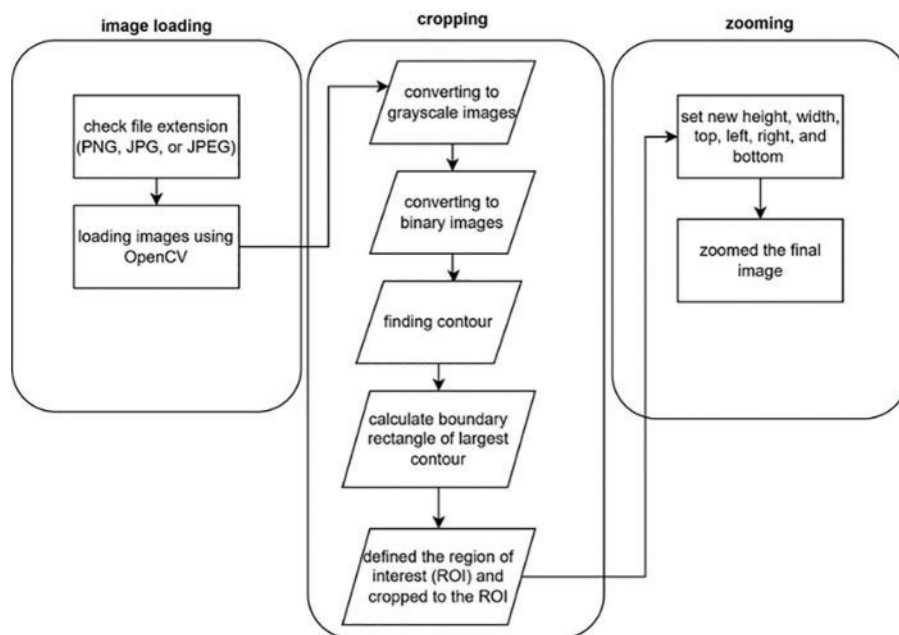 image loading
check file extension
(PNG, JPG, or JPEG)
loading images using
OpenCV
cropping
converting to
grayscale images
converting to
binary images
finding contour
calculate boundary
rectangle of largest
contour
defined the region of
interest (ROI) and
cropped to the ROI
zooming
set new height, width,
top, left, right, and
bottom
zoomed the final
image